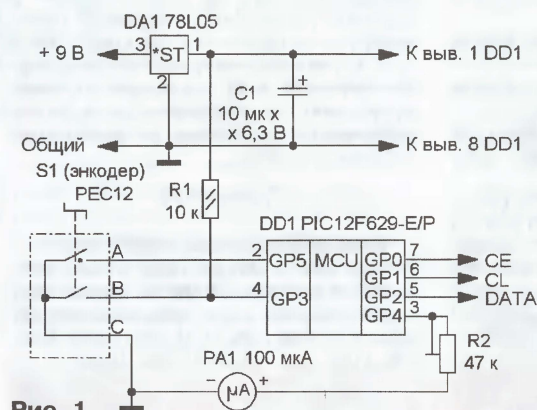 DA1 78L05
+ 9 В
3
*ST
1
К выв. 1 DD1
2
C1
10 мк х
х 6,3 В
Общий
К выв. 8 DD1
S1 (энкодер)
PEC12
R1
10 к
DD1 PIC12F629-E/P
A
2
GP5
MCU
GP0
7
CE
GP1
6
CL
B
4
GP3
GP2
5
DATA
GP4
3
C
R2
47 к
PA1 100 мкА
–
μA
+
Рис. 1